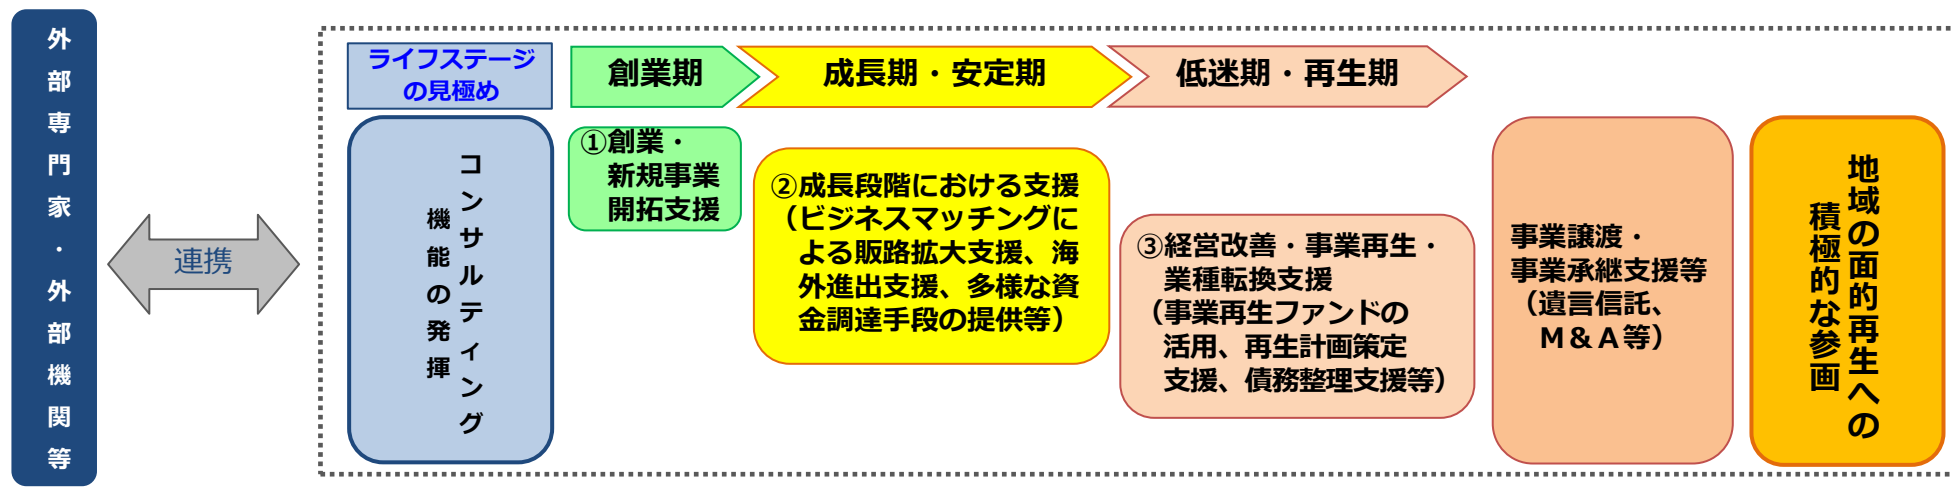 外部専門家・外部機関等
連携
ライフステージ
の見極め
コンサルティング
機能の発揮
創業期
成長期・安定期
低迷期・再生期
①創業・
新規事業
開拓支援
②成長段階における支援
（ビジネスマッチングに
よる販路拡大支援、海
外進出支援、多様な資
金調達手段の提供等）
③経営改善・事業再生・
業種転換支援
（事業再生ファンドの
活用、再生計画策定
支援、債務整理支援等）
事業譲渡・
事業承継支援等
（遺言信託、
Ｍ＆Ａ等）
地域の面的再生への
積極的な参画